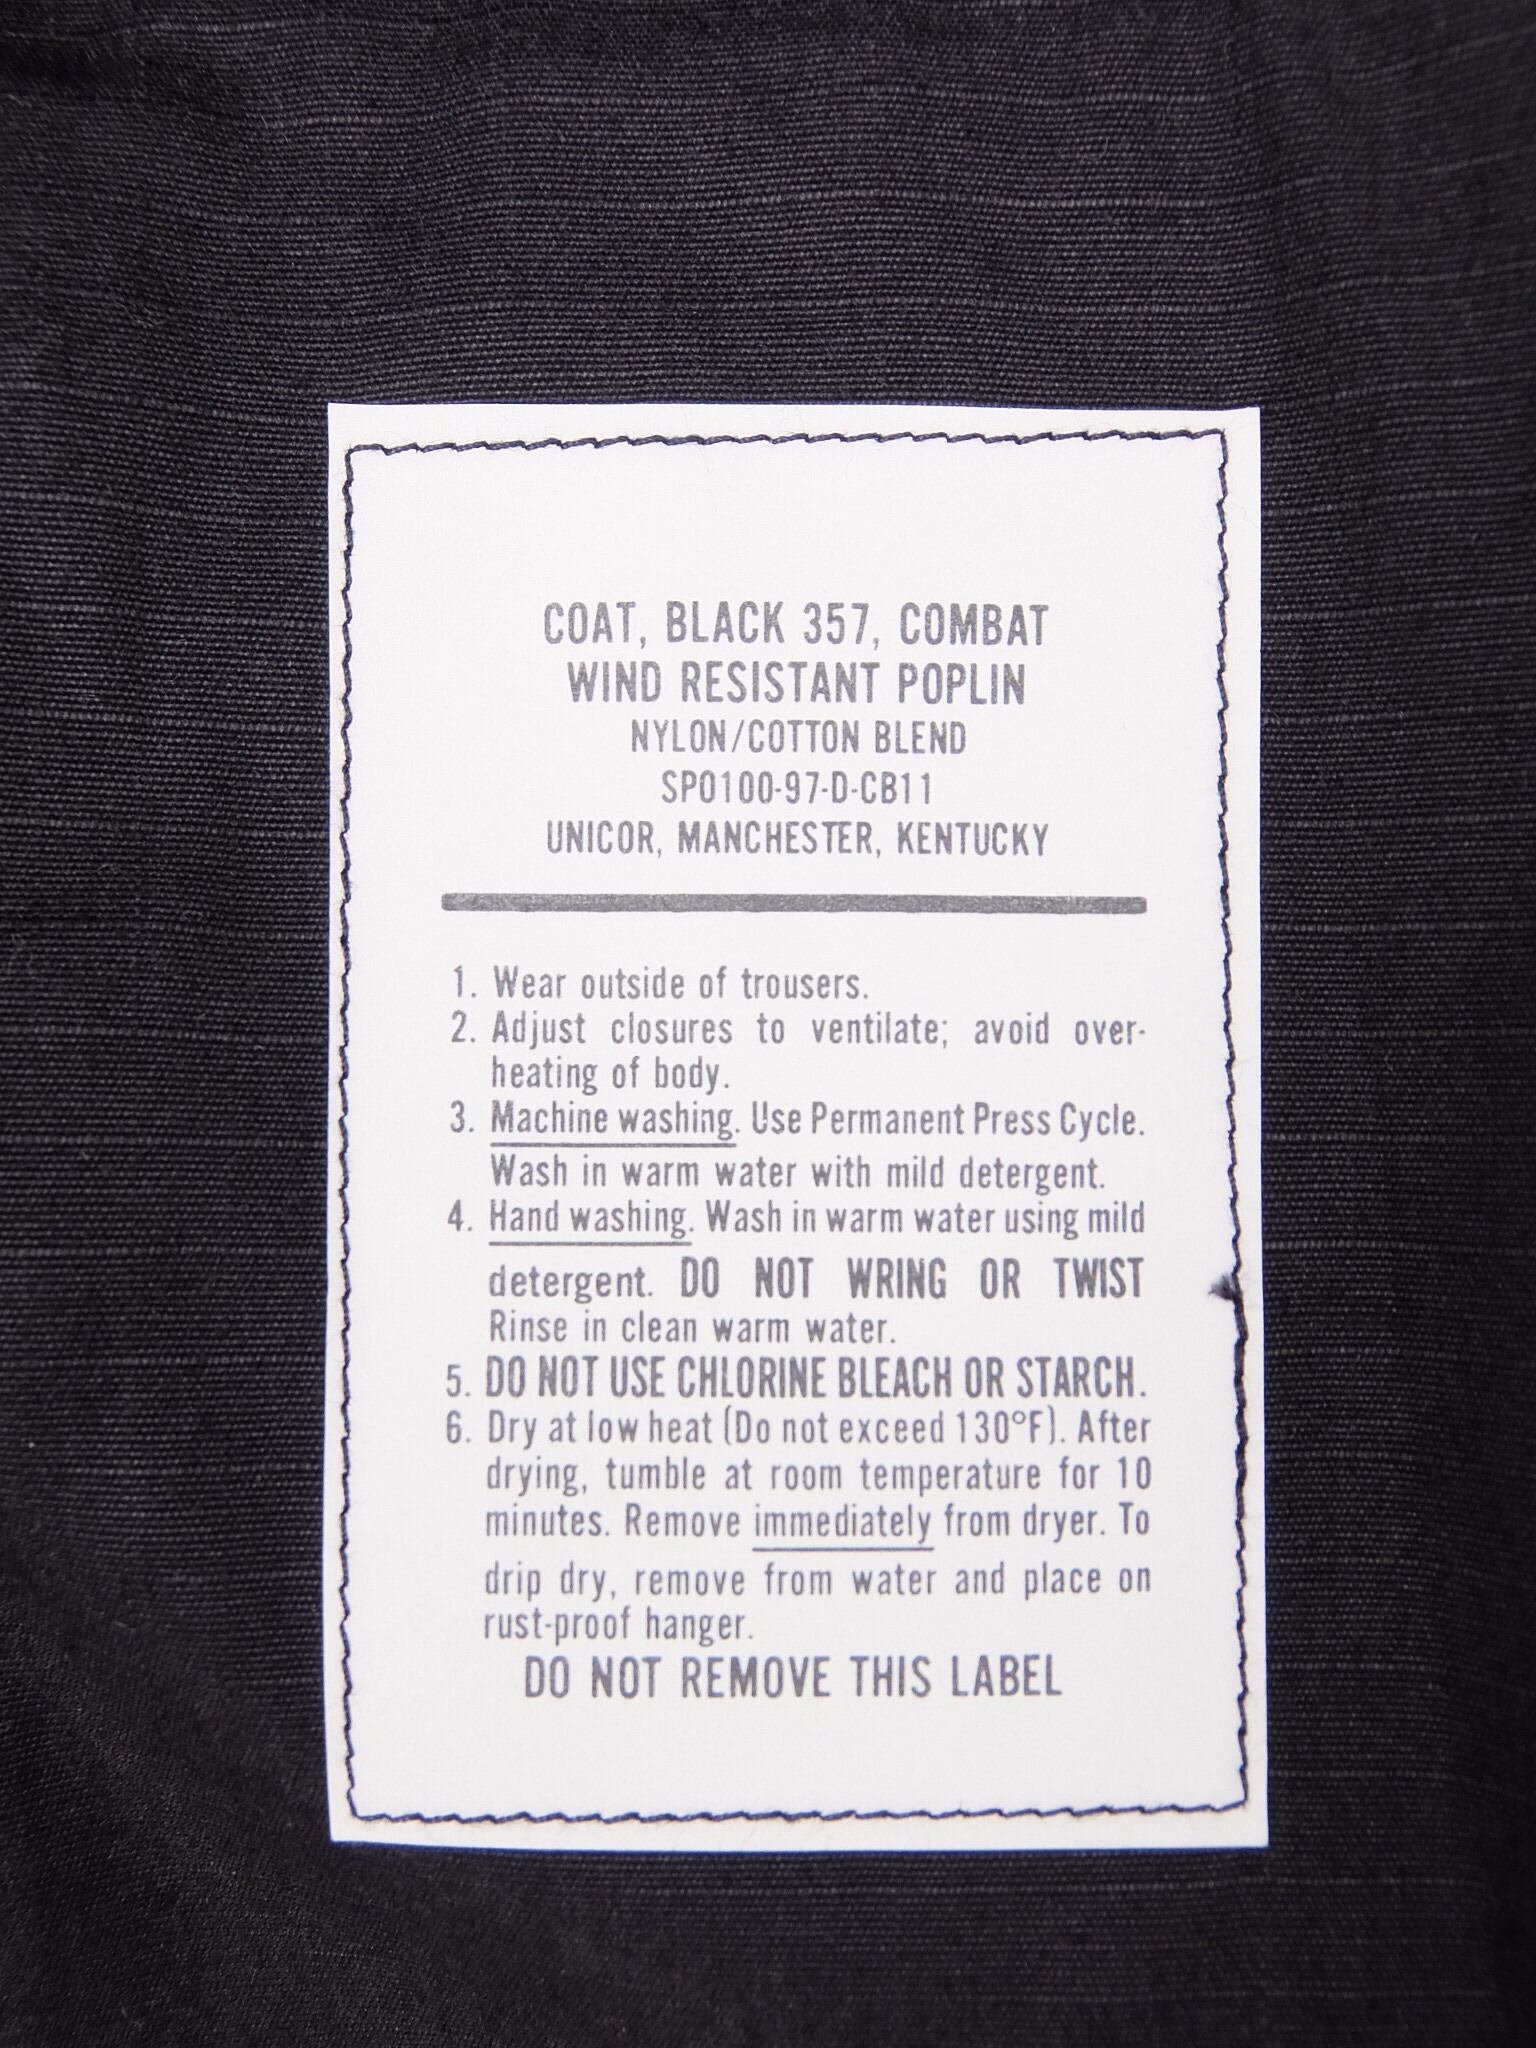 COAT, BLACK 357, COMBAT
WIND RESISTANT POPLIN
NYLON/COTTON BLEND
SPO100-97-D-CB11
UNICOR, MANCHESTER, KENTUCKY
1. Wear outside of trousers.
2. Adjust closures to ventilate; avoid over-
heating of body.
3. Machine washing. Use Permanent Press Cycle.
Wash in warm water with mild detergent.
4. Hand washing. Wash in warm water using mild
detergent. DO NOT WRING OR TWIST
Rinse in clean warm water.
5. DO NOT USE CHLORINE BLEACH OR STARCH.
6. Dry at low heat (Do not exceed 130°F). After
drying, tumble at room temperature for 10
minutes. Remove immediately from dryer. To
drip dry, remove from water and place on
rust-proof hanger.
DO NOT REMOVE THIS LABEL